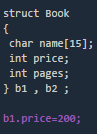 struct Book
{
char name[15];
int price;
int pages;
} b1 , b2 ;
b1.price=200;